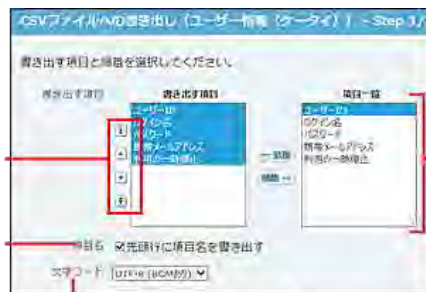 CSVファイルへの書き出し（ユーザー情報（ケータイ）） - Step 1/
書き出す項目と順番を選択してください。
書き出す項目
書き出す項目
項目一覧
ユーザーID
ログイン名
パスワード
携帯メールアドレス
利用の一時停止
ユーザーID
ログイン名
パスワード
携帯メールアドレス
利用の一時停止
項目名
先頭行に項目名を書き出す
文字コード
UTF-8 (BOMあり)